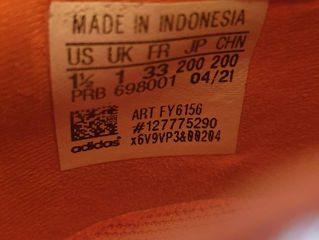 MADE IN INDONESIA
US UK FR JP CHN
1½ 1 33 200 200
PRB 698001 04/21
ART FY6156
#127775290
x6V9VP3&00204
adidas